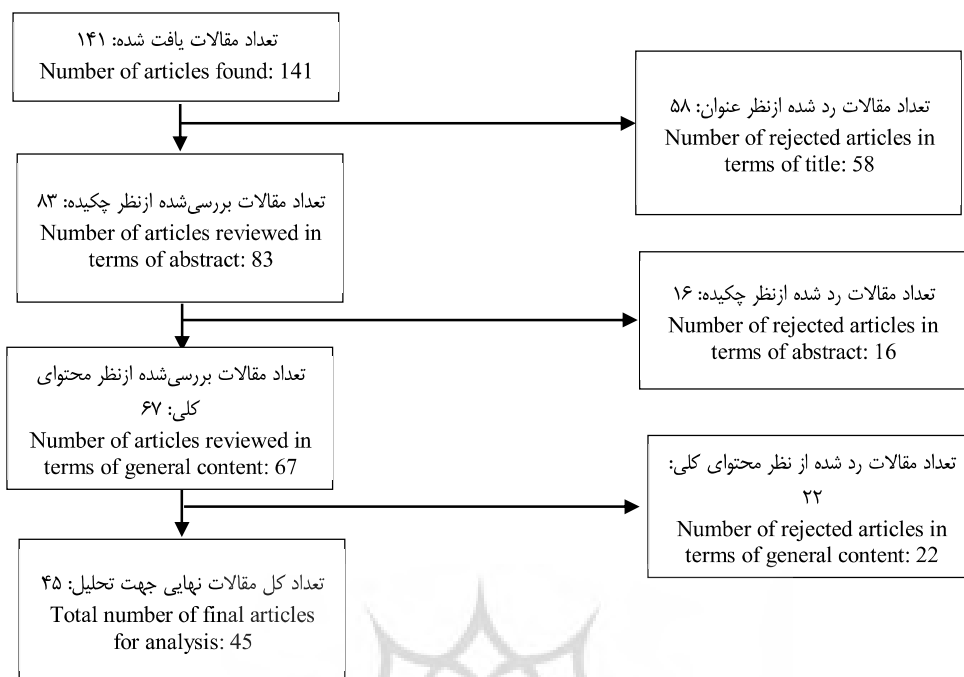 تعداد مقالات یافت شده: ۱۴۱
Number of articles found: 141
تعداد مقالات رد شده ازنظر عنوان: ۵۸
Number of rejected articles in
terms of title: 58
تعداد مقالات بررسی‌شده ازنظر چکیده: ۸۳
Number of articles reviewed in
terms of abstract: 83
تعداد مقالات رد شده ازنظر چکیده: ۱۶
Number of rejected articles in
terms of abstract: 16
تعداد مقالات بررسی‌شده ازنظر محتوای
کلی: ۶۷
Number of articles reviewed in
terms of general content: 67
تعداد مقالات رد شده از نظر محتوای کلی:
۲۲
Number of rejected articles in
terms of general content: 22
تعداد کل مقالات نهایی جهت تحلیل: ۴۵
Total number of final articles
for analysis: 45